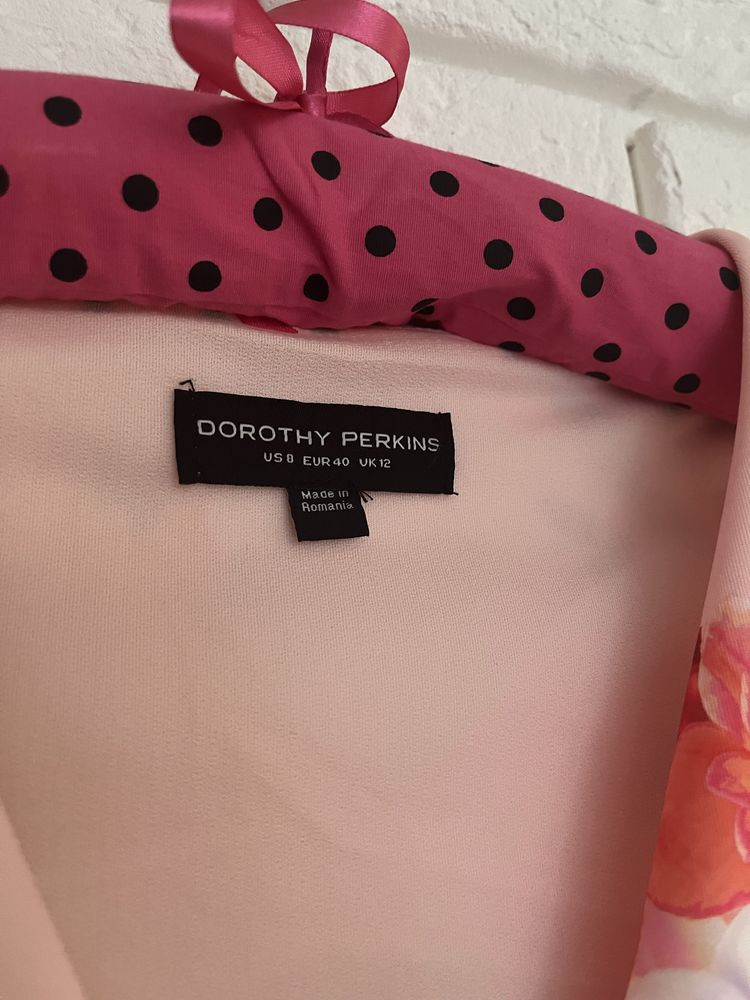 DOROTHY PERKINS
US 8 EUR 40 UK 12
Made in
Romania